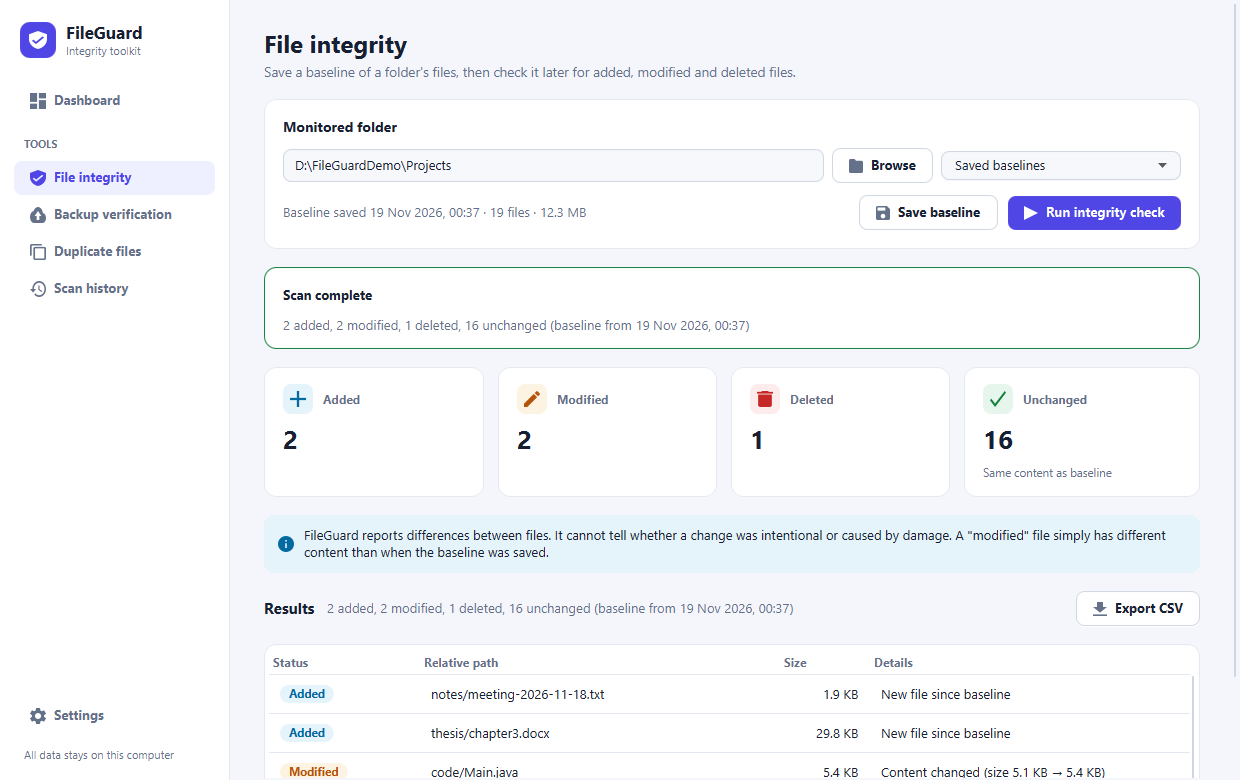 FileGuard
Integrity toolkit
Dashboard
TOOLS
File integrity
Backup verification
Duplicate files
Scan history
Settings
All data stays on this computer
File integrity
Save a baseline of a folder's files, then check it later for added, modified and deleted files.
Monitored folder
D:\FileGuardDemo\Projects
Browse
Saved baselines
Baseline saved 19 Nov 2026, 00:37 · 19 files · 12.3 MB
Save baseline
Run integrity check
Scan complete
2 added, 2 modified, 1 deleted, 16 unchanged (baseline from 19 Nov 2026, 00:37)
Added
2
Modified
2
Deleted
1
Unchanged
16
Same content as baseline
FileGuard reports differences between files. It cannot tell whether a change was intentional or caused by damage. A "modified" file simply has different
content than when the baseline was saved.
Results 2 added, 2 modified, 1 deleted, 16 unchanged (baseline from 19 Nov 2026, 00:37)
Export CSV
Status Relative path Size Details
Added notes/meeting-2026-11-18.txt 1.9 KB New file since baseline
Added thesis/chapter3.docx 29.8 KB New file since baseline
Modified code/Main.java 5.4 KB Content changed (size 5.1 KB → 5.4 KB)